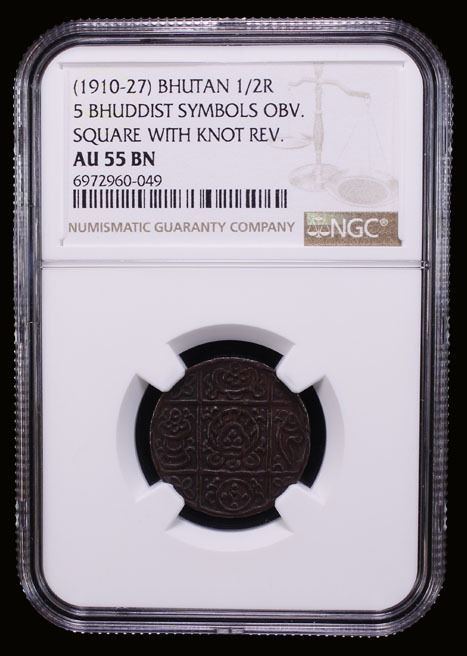 (1910-27) BHUTAN 1/2R
5 BHUDDIST SYMBOLS OBV.
SQUARE WITH KNOT REV.
AU 55 BN
6972960-049
NUMISMATIC GUARANTY COMPANY
NGC®